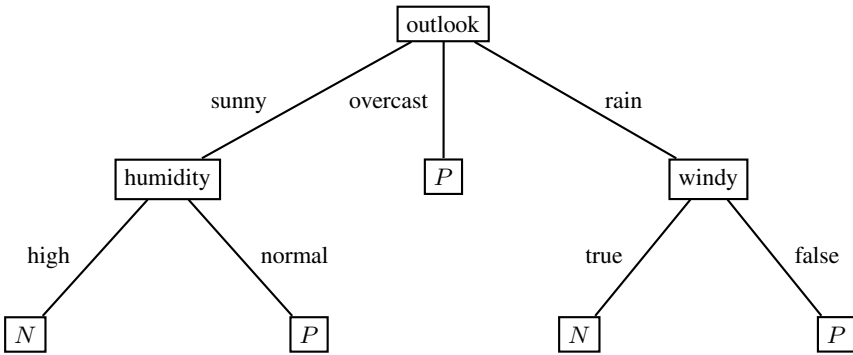 outlook
sunny overcast rain
humidity P windy
high normal true false
N P N P